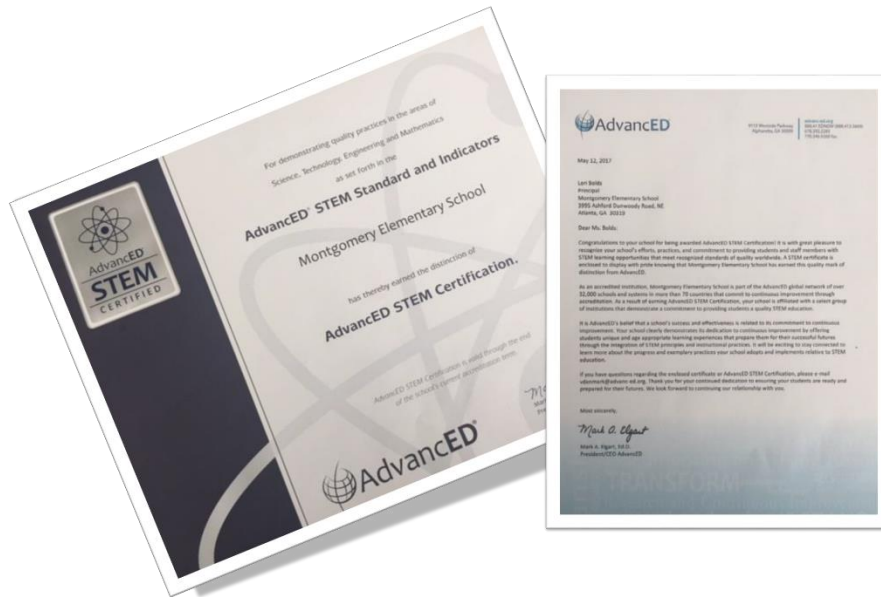 AdvancED
STEM
CERTIFIED
For demonstrating quality practices in the areas of
Science, Technology, Engineering and Mathematics
as set forth in the
AdvancED® STEM Standard and Indicators
Montgomery Elementary School
has thereby earned the distinction of
AdvancED STEM Certification.
AdvancED STEM Certification is valid through the end
of the school's current accreditation term.
AdvancED
AdvancED
May 12, 2017
Principal
Montgomery Elementary School
3995 Ashford Dunwoody Road, NE
Atlanta, GA
Dear Ms.
Congratulations to your school for being awarded AdvancED STEM Certification! It is with great pleasure to
recognize your school's efforts, practices, and commitment to providing students and staff members with
STEM learning opportunities that meet recognized standards of quality worldwide. A STEM certificate is
enclosed to display with pride knowing that Montgomery Elementary School has earned this quality mark of
distinction from AdvancED.
As an accredited institution, Montgomery Elementary School is part of the AdvancED global network of over
32,000 schools and systems in more than 70 countries that commit to continuous improvement through
accreditation. As a result of earning AdvancED STEM Certification, your school is affiliated with a select group
of institutions that demonstrate a commitment to providing students a quality STEM education.
It is AdvancED's belief that a school's success and effectiveness is related to its commitment to continuous
improvement. Your school clearly demonstrates its dedication to continuous improvement by offering
students unique and age appropriate learning experiences that prepare them for their successful futures
through the integration of STEM principles and instructional practices. It will be exciting to stay connected to
learn more about the progress and exemplary practices your school adopts and implements relative to STEM
education.
If you have questions regarding the enclosed certificate or AdvancED STEM Certification, please e-mail
Thank you for your continued dedication to ensuring your students are ready and
prepared for their futures. We look forward to continuing our relationship with you.
Most sincerely,
Mark A. Elgart
Mark A. Elgart, Ed.D.
President/CEO AdvancED
TRANSFORM